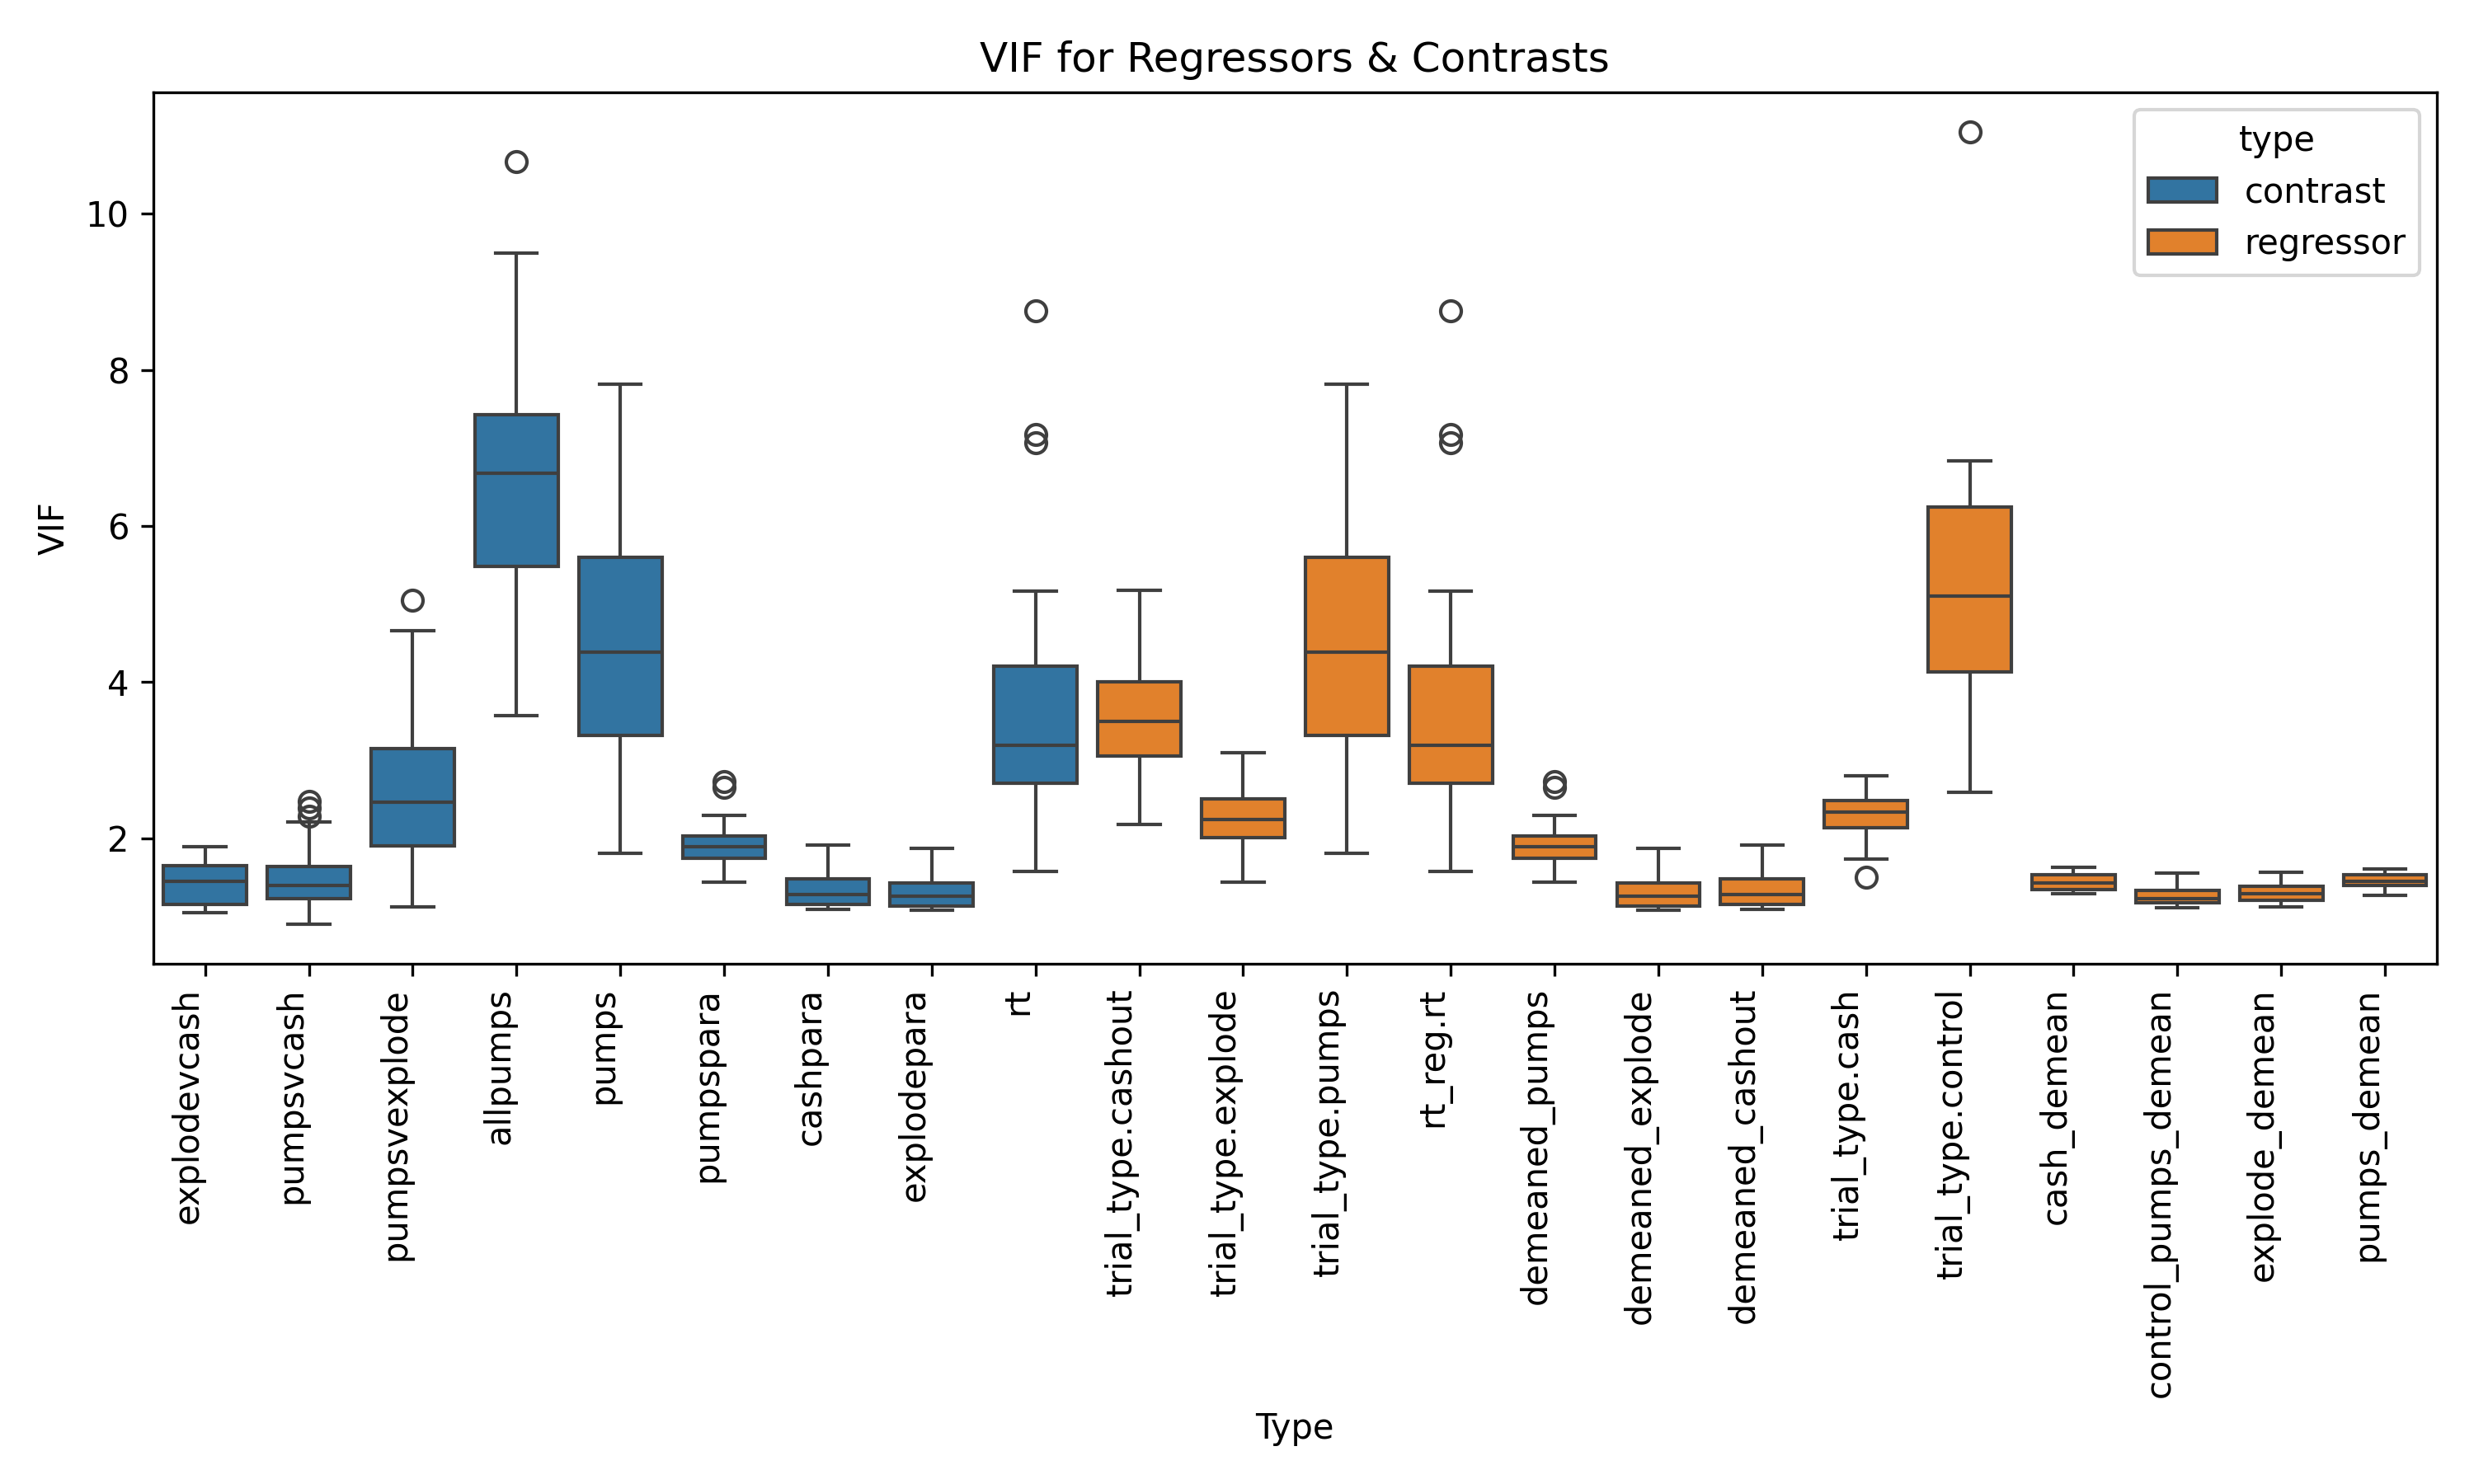 VIF for Regressors & Contrasts
type
contrast
regressor
VIF
10
8
6
4
2
explodevcash
pumpsvcash
pumpsvexplode
allpumps
pumps
pumpspara
cashpara
explodepara
rt
trial_type.cashout
trial_type.explode
trial_type.pumps
rt_reg.rt
demeaned_pumps
demeaned_explode
demeaned_cashout
trial_type.cash
trial_type.control
cash_demean
control_pumps_demean
explode_demean
pumps_demean
Type